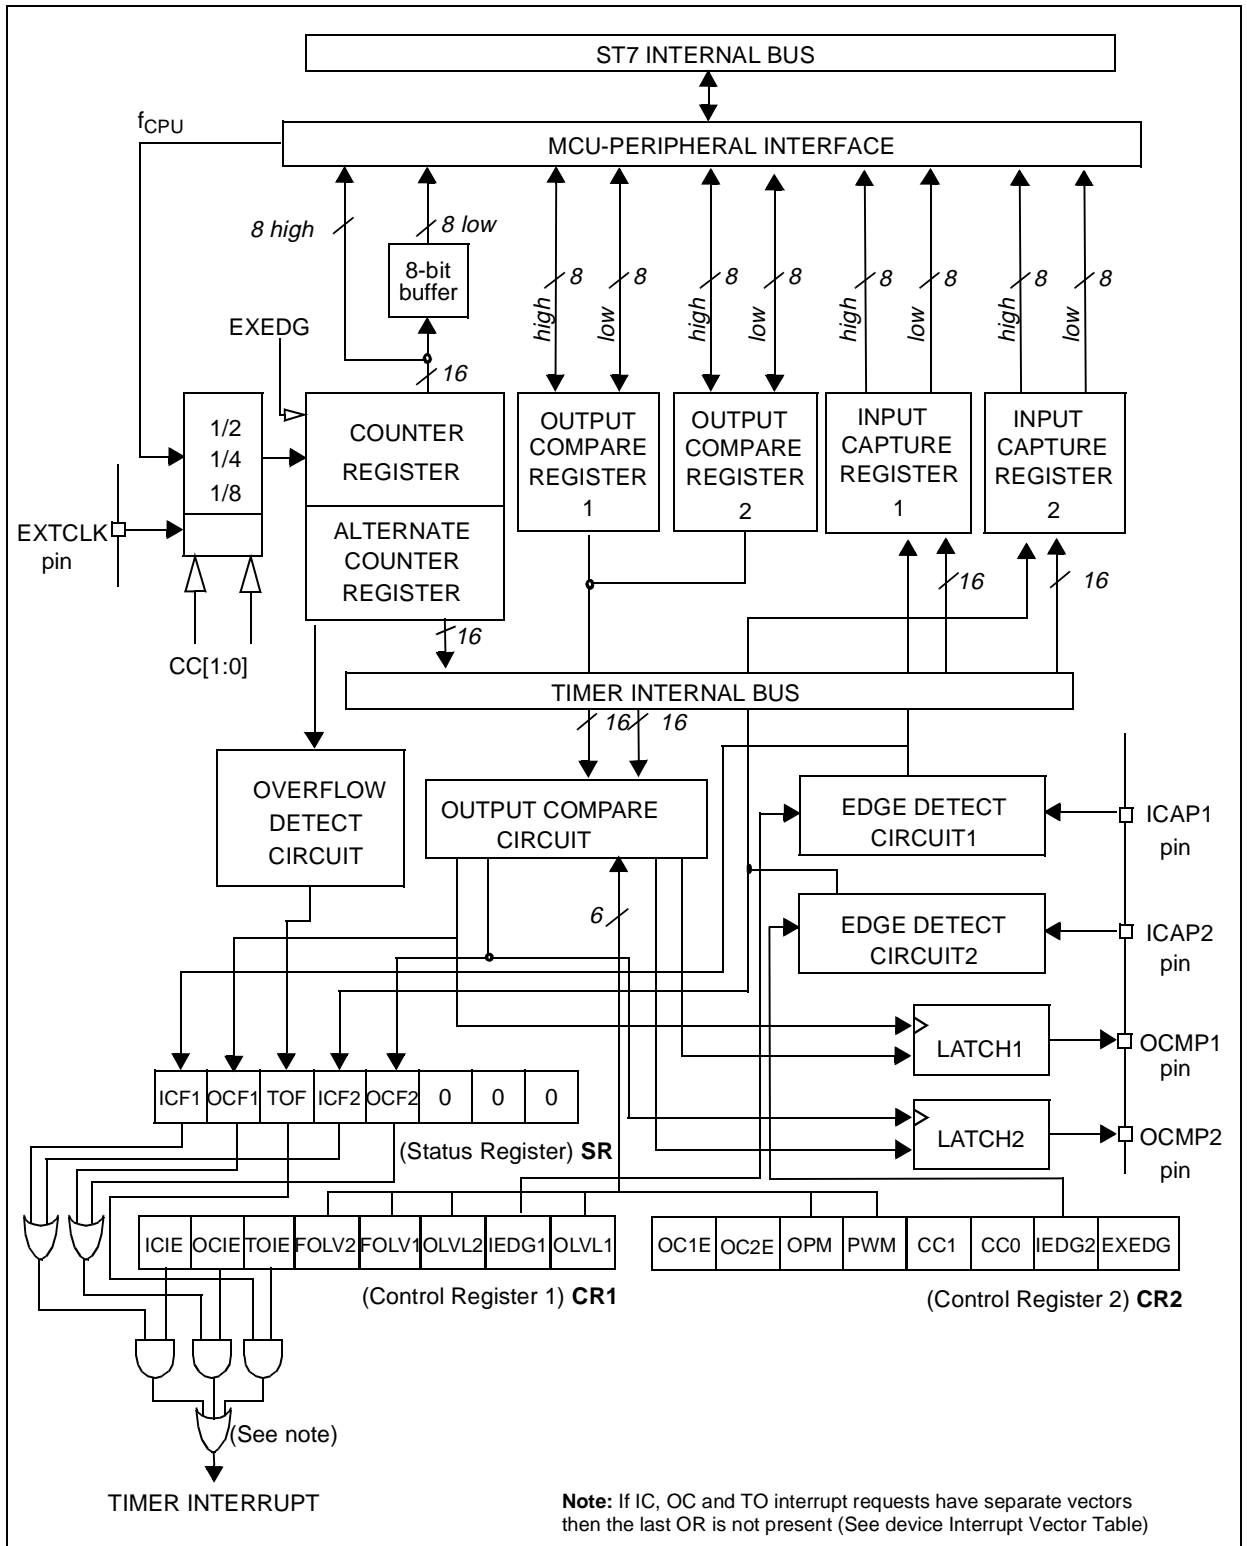 ST7 INTERNAL BUS
fCPU
MCU-PERIPHERAL INTERFACE
8 high
8 low
8-bit
buffer
8
8
8
8
8
8
8
8
high
low
high
low
high
low
high
low
EXEDG
16
1/2
1/4
1/8
COUNTER
REGISTER
OUTPUT
COMPARE
REGISTER
1
OUTPUT
COMPARE
REGISTER
2
INPUT
CAPTURE
REGISTER
1
INPUT
CAPTURE
REGISTER
2
EXTCLK
pin
ALTERNATE
COUNTER
REGISTER
16
16
16
CC[1:0]
TIMER INTERNAL BUS
16
16
OVERFLOW
DETECT
CIRCUIT
OUTPUT COMPARE
CIRCUIT
EDGE DETECT
CIRCUIT1
ICAP1
pin
6
EDGE DETECT
CIRCUIT2
ICAP2
pin
LATCH1
OCMP1
pin
ICF1 OCF1 TOF ICF2 OCF2 0 0 0
(Status Register) SR
LATCH2
OCMP2
pin
ICIE OCIE TOIE FOLV2 FOLV1 OLVL2 IEDG1 OLVL1
(Control Register 1) CR1
OC1E OC2E OPM PWM CC1 CC0 IEDG2 EXEDG
(Control Register 2) CR2
(See note)
TIMER INTERRUPT
Note: If IC, OC and TO interrupt requests have separate vectors
then the last OR is not present (See device Interrupt Vector Table)